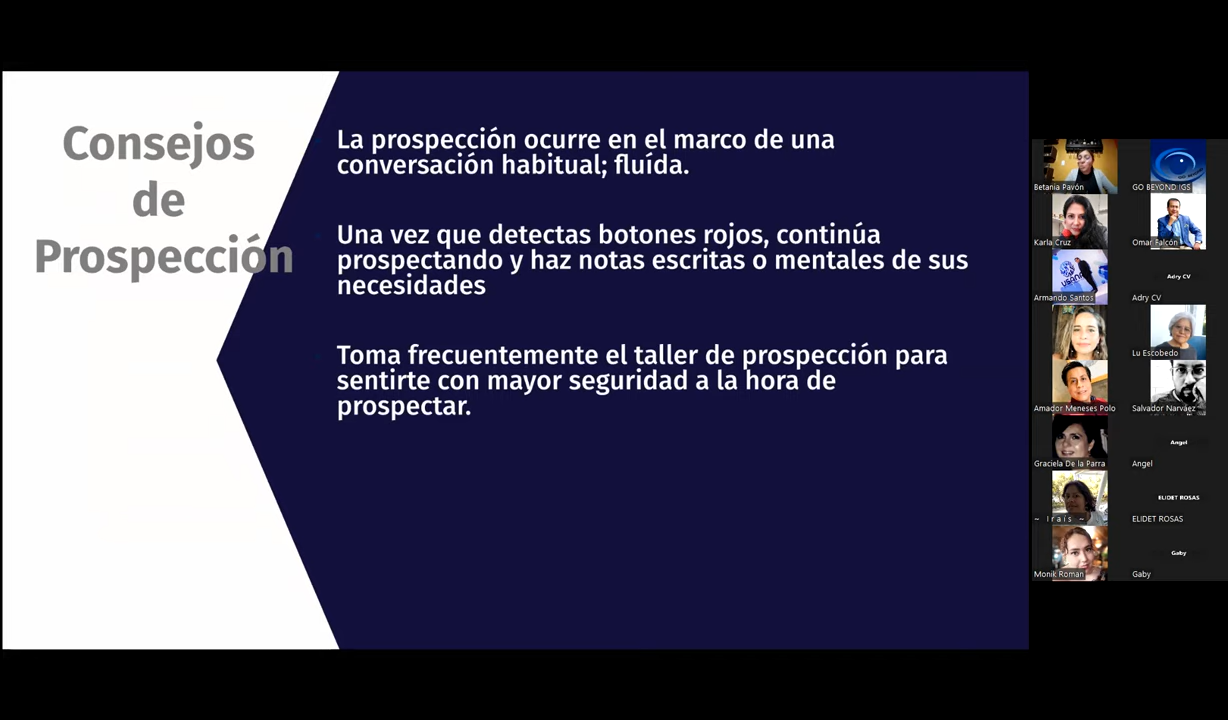 Consejos
de
Prospección
La prospección ocurre en el marco de una
conversación habitual; fluída.
Una vez que detectas botones rojos, continúa
prospectando y haz notas escritas o mentales de sus
necesidades
Toma frecuentemente el taller de prospección para
sentirte con mayor seguridad a la hora de
prospectar.
Betania Pavón
GO BEYOND IGS
Karla Cruz
Omar Falcón
USANA
Armando Santos
Adry CV
Adry CV
Lu Escobedo
Amador Meneses Polo
Salvador Narváez
Graciela De la Parra
Angel
Angel
~ I r a í s ~
ELIDET ROSAS
ELIDET ROSAS
Monik Roman
Gaby
Gaby